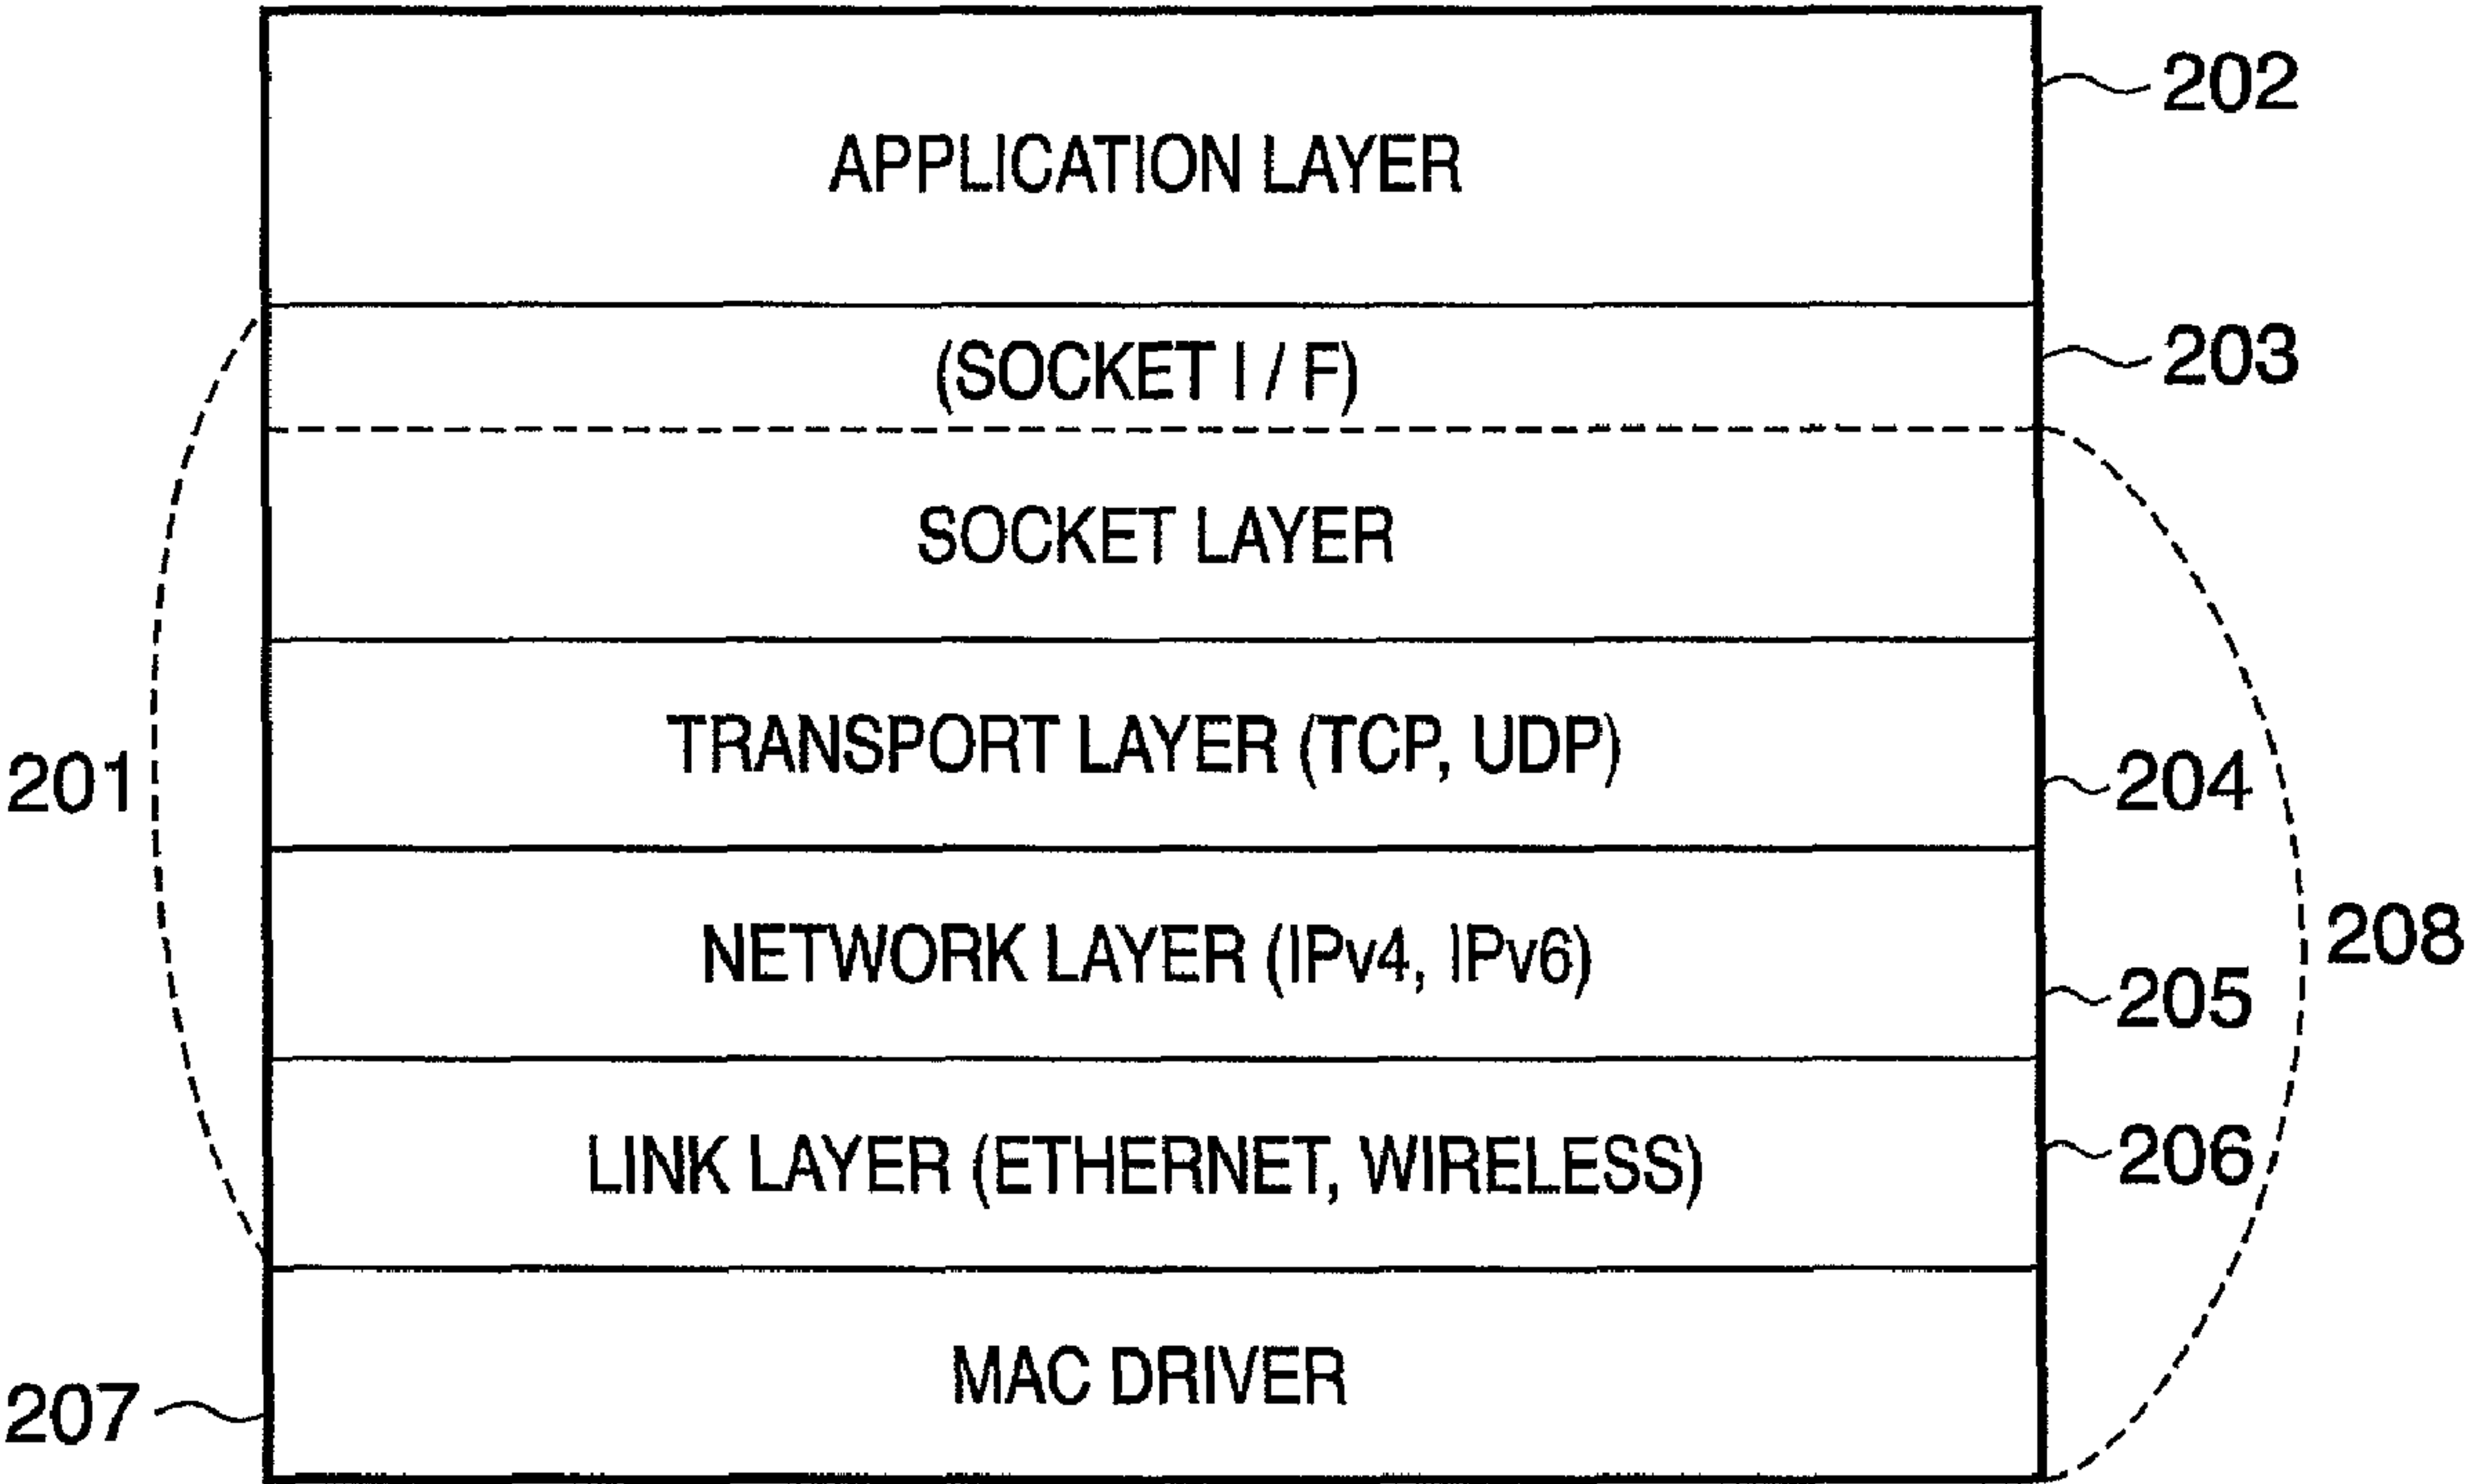 APPLICATION LAYER
202
(SOCKET I / F)
203
SOCKET LAYER
TRANSPORT LAYER (TCP, UDP)
201
204
NETWORK LAYER (IPv4, IPv6)
208
205
LINK LAYER (ETHERNET, WIRELESS)
206
MAC DRIVER
207